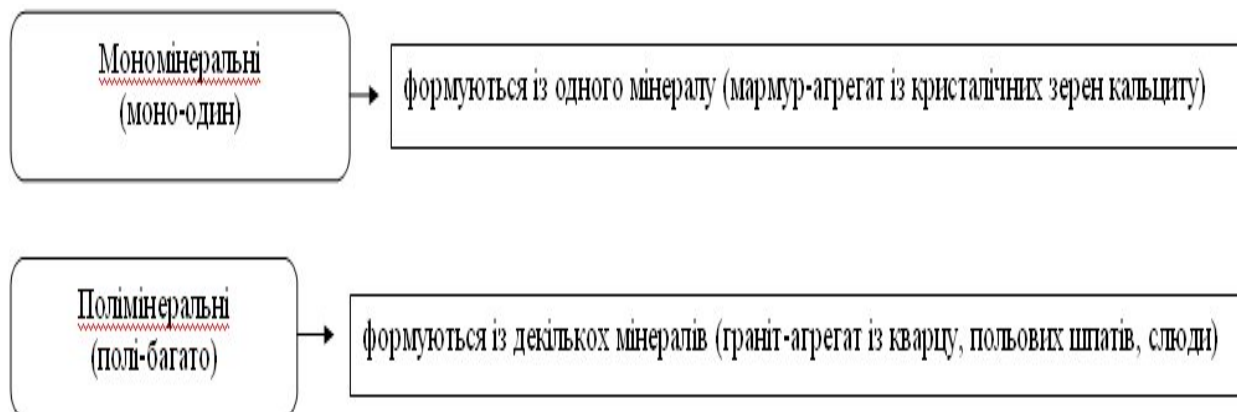 Мономінеральні
(моно-один)
формуються із одного мінералу (мармур-агрегат із кристалічних зерен кальциту)
Полімінеральні
(полі-багато)
формуються із декількох мінералів (граніт-агрегат із кварцу, польових шпатів, слюди)